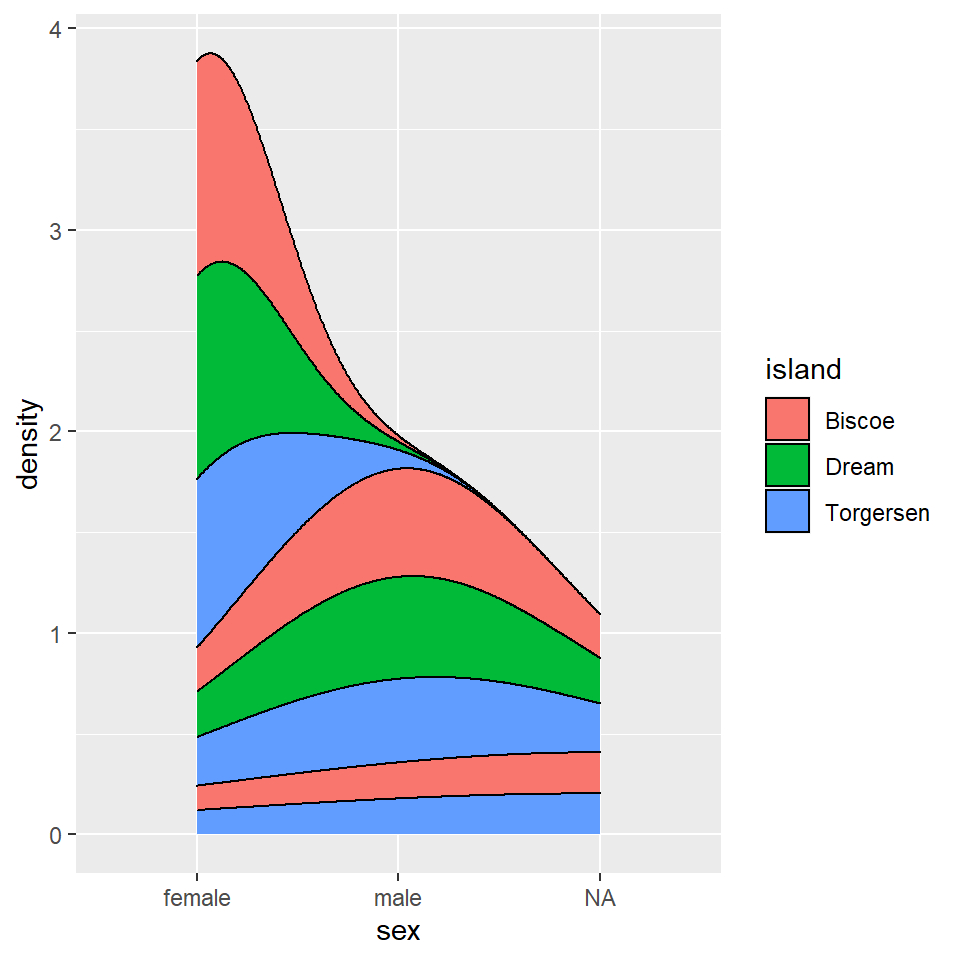 4
3
2
1
0
density
female
male
NA
sex
island
Biscoe
Dream
Torgersen